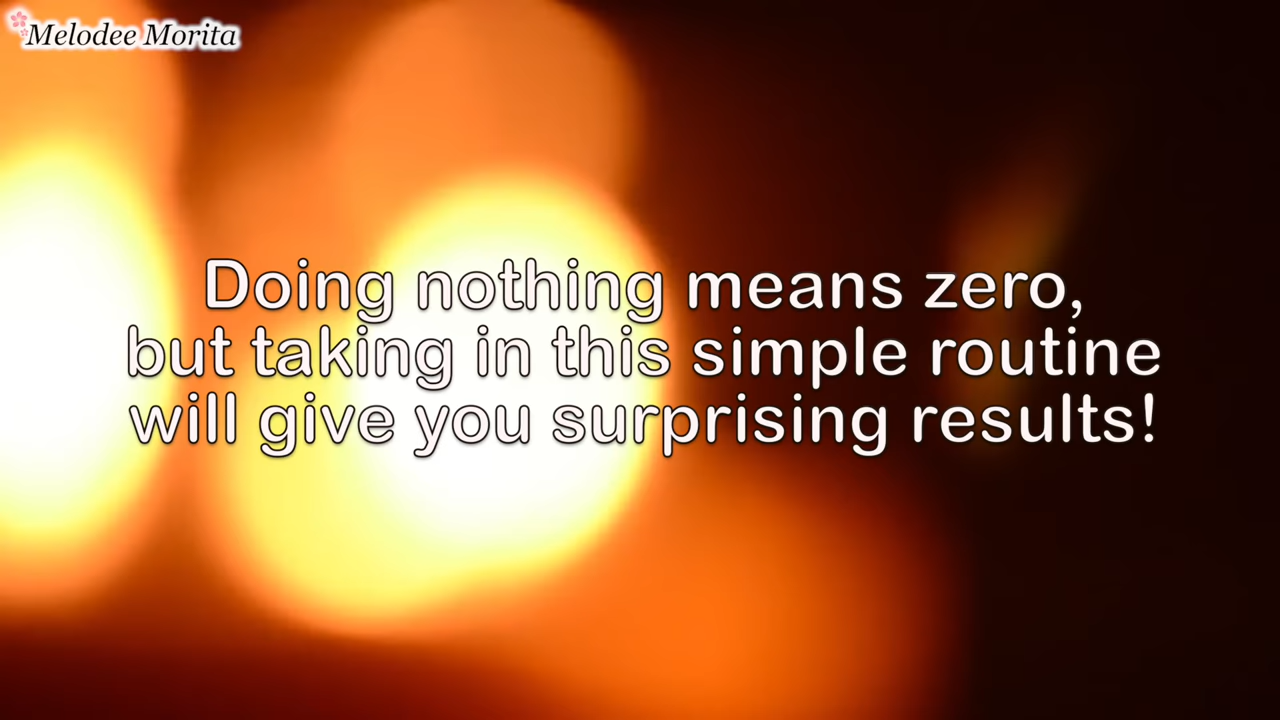 Melodee Morita
Doing nothing means zero,
but taking in this simple routine
will give you surprising results!